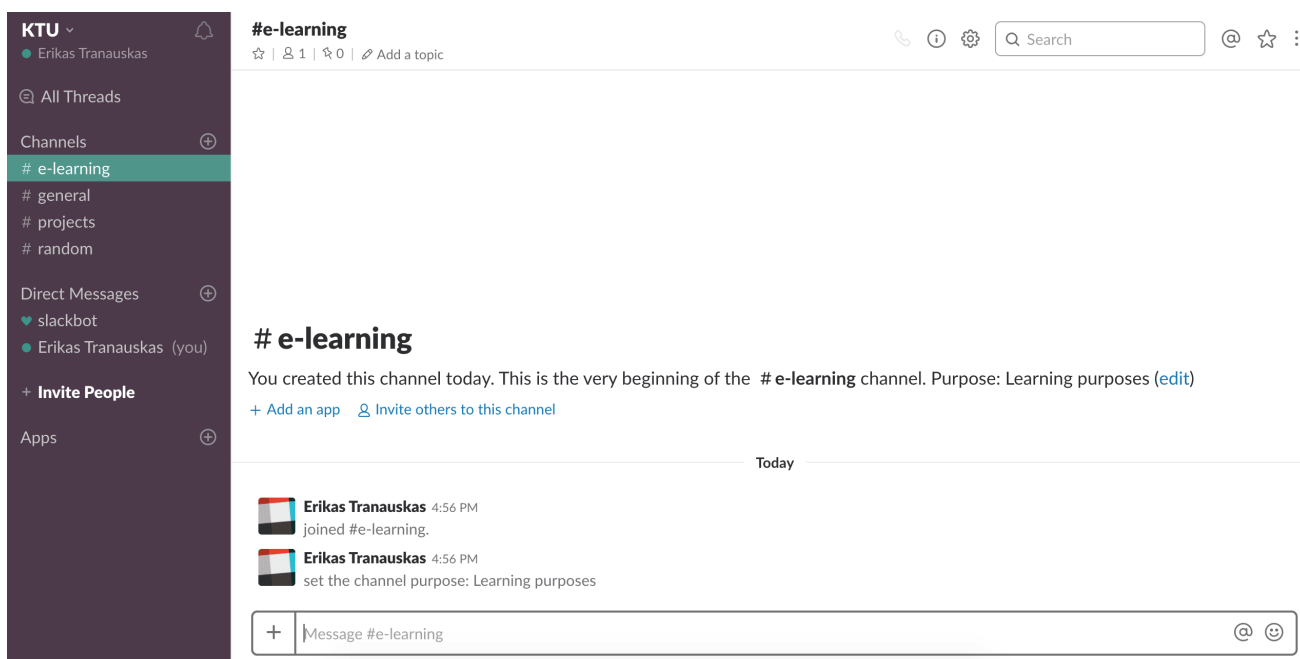 KTU
Erikas Tranauskas
All Threads
Channels
# e-learning
# general
# projects
# random
Direct Messages
slackbot
Erikas Tranauskas (you)
+ Invite People
Apps
#e-learning
1 | 0 | Add a topic
Search
# e-learning
You created this channel today. This is the very beginning of the # e-learning channel. Purpose: Learning purposes (edit)
+ Add an app Invite others to this channel
Today
Erikas Tranauskas 4:56 PM
joined #e-learning.
Erikas Tranauskas 4:56 PM
set the channel purpose: Learning purposes
Message #e-learning